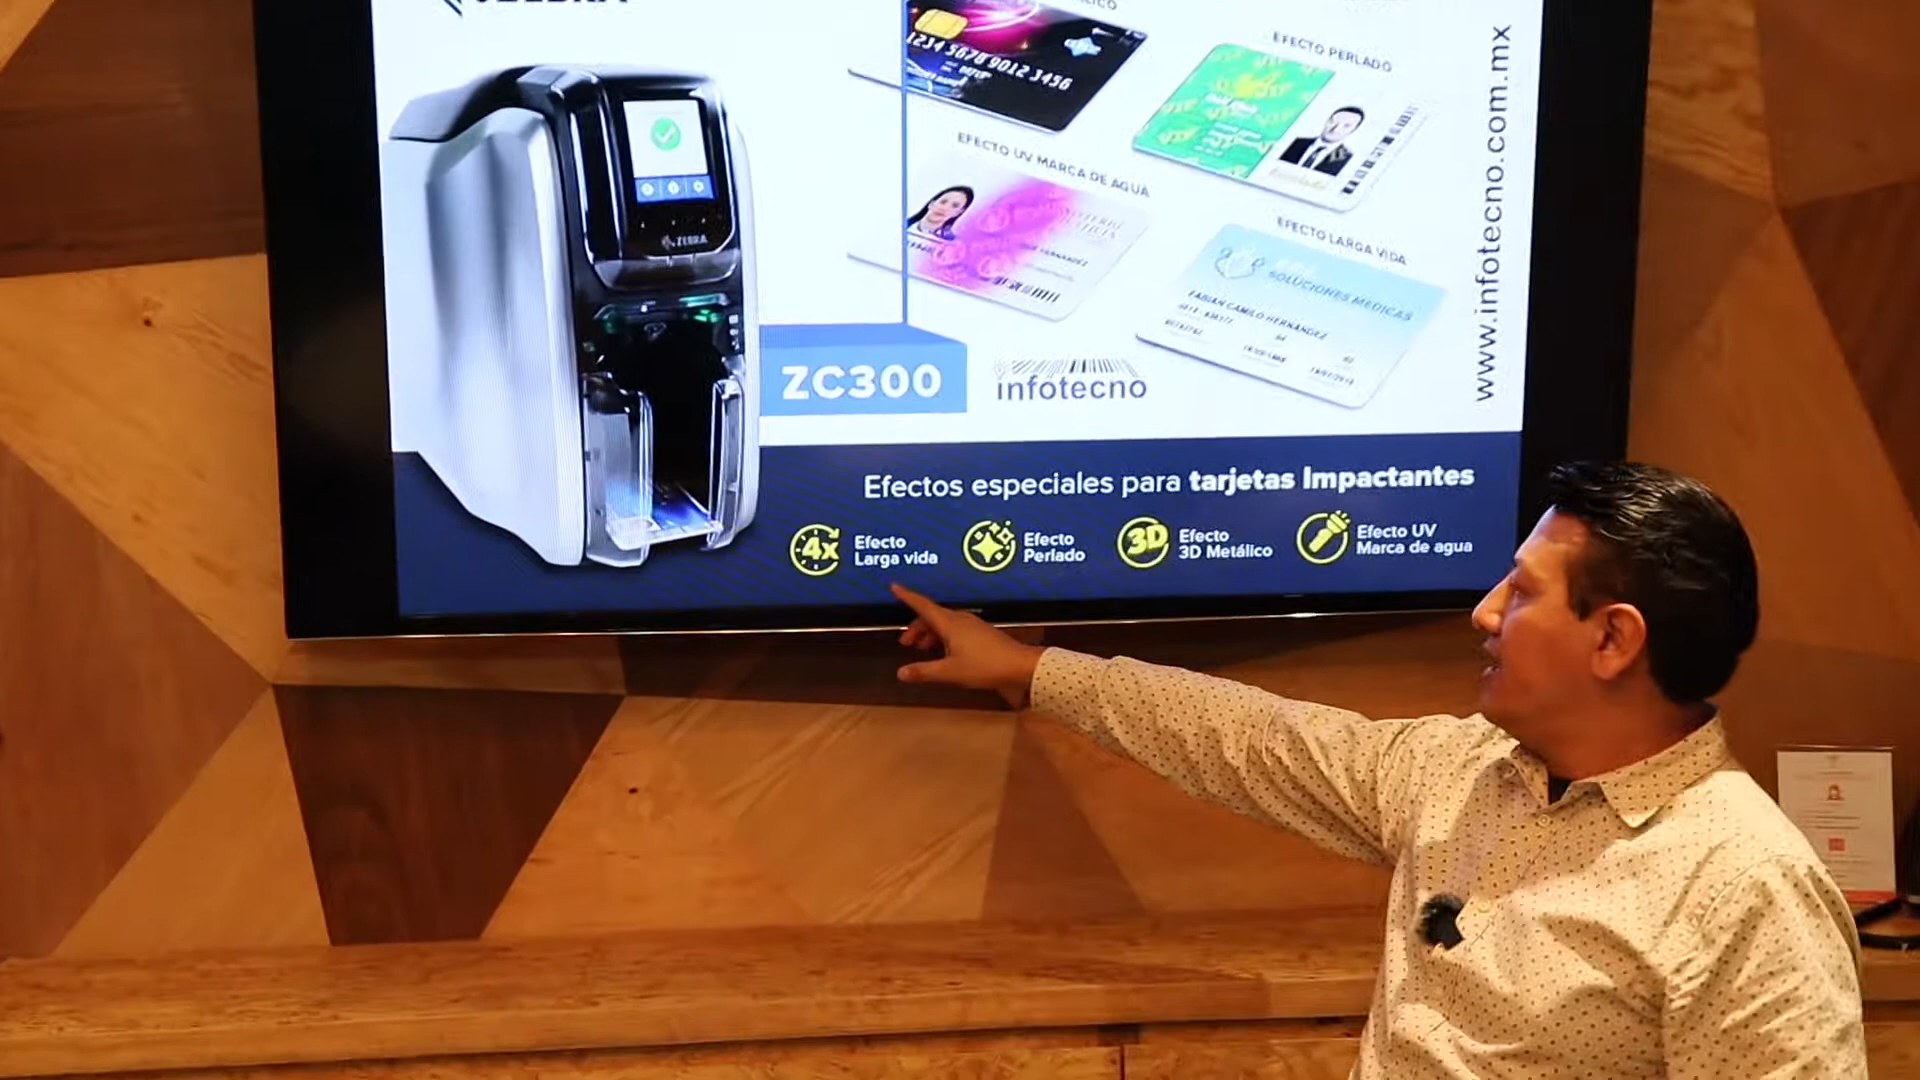 ZEBRA
EFECTO PERLADO
1234 5678 9012 3456
EFECTO UV MARCA DE AGUA
EFECTO LARGA VIDA
SOLUCIONES MEDICAS
FABIAN CAMILO HERNANDEZ
www.infotecno.com.mx
ZEBRA
ZC300
infotecno
Efectos especiales para tarjetas Impactantes
4x
Efecto
Larga vida
Efecto
Perlado
3D
Efecto
3D Metálico
Efecto UV
Marca de agua